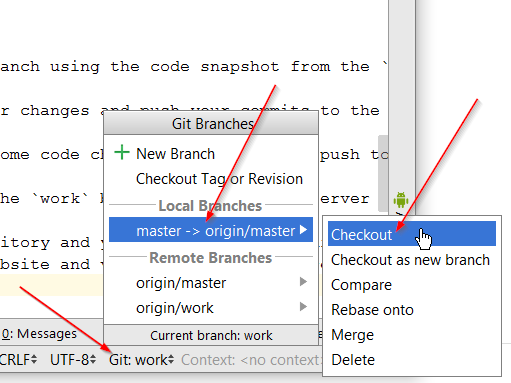 anch using the code snapshot from the `
r changes and push your commits to the
Git Branches
New Branch
ome code ch
push to
Checkout Tag or Revision
he `work` b
server
Local Branches
master -> origin/master
Checkout
itory and y
Remote Branches
Checkout as new branch
bsite and y
origin/master
Compare
origin/work
Rebase onto
0: Messages
Current branch: work
Merge
CRLF
UTF-8
Git: work
Context: <no context>
Delete